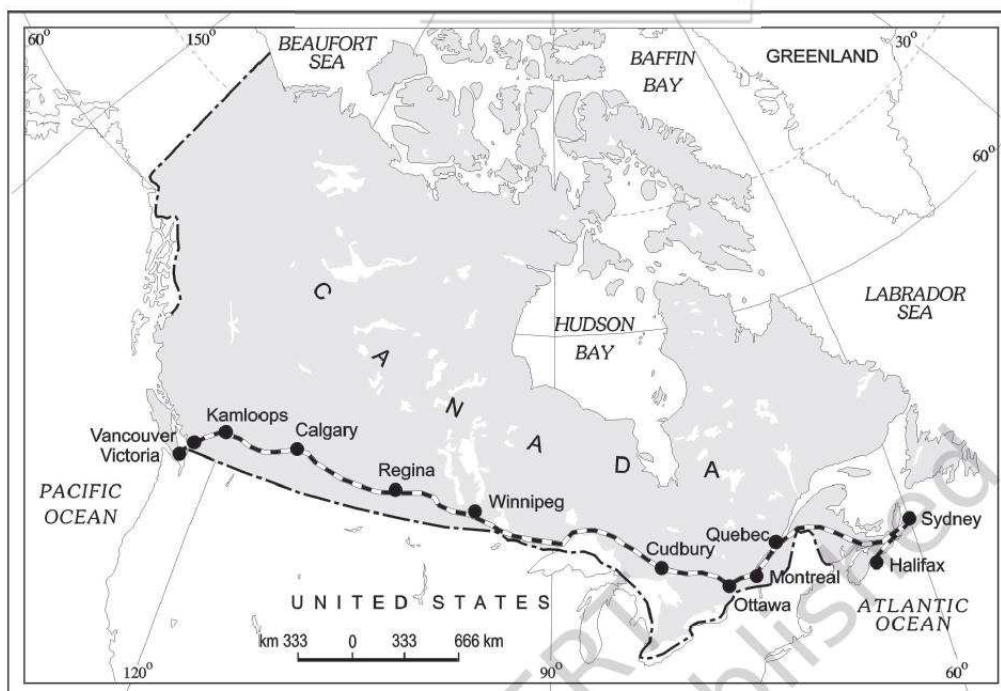 60°
150°
BEAUFORT
SEA
BAFFIN
BAY
GREENLAND
30°
60°
LABRADOR
SEA
HUDSON
BAY
C A N A D A
Kamloops
Vancouver
Calgary
Victoria
Regina
PACIFIC
OCEAN
Winnipeg
Quebec
Sydney
Cudbury
Montreal
Halifax
Ottawa
UNITED STATES
ATLANTIC
OCEAN
km 333 0 333 666 km
120°
90°
60°